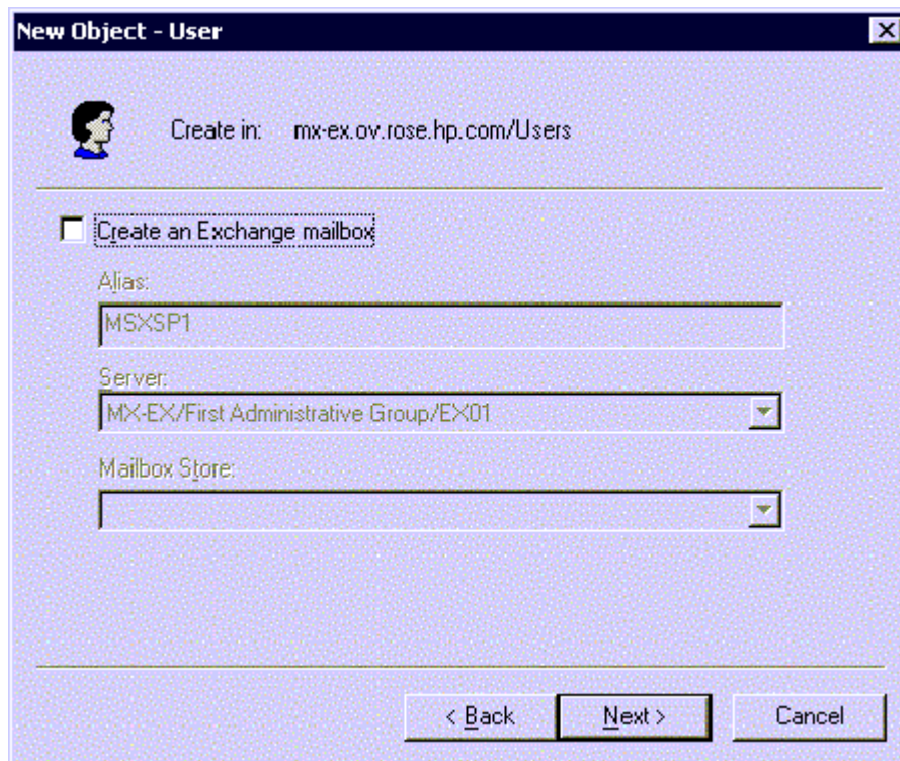 New Object - User
Create in: mx-ex.ov.rose.hp.com/Users
Create an Exchange mailbox
Alias:
MSXSP1
Server:
MX-EX/First Administrative Group/EX01
Mailbox Store:
< Back Next > Cancel